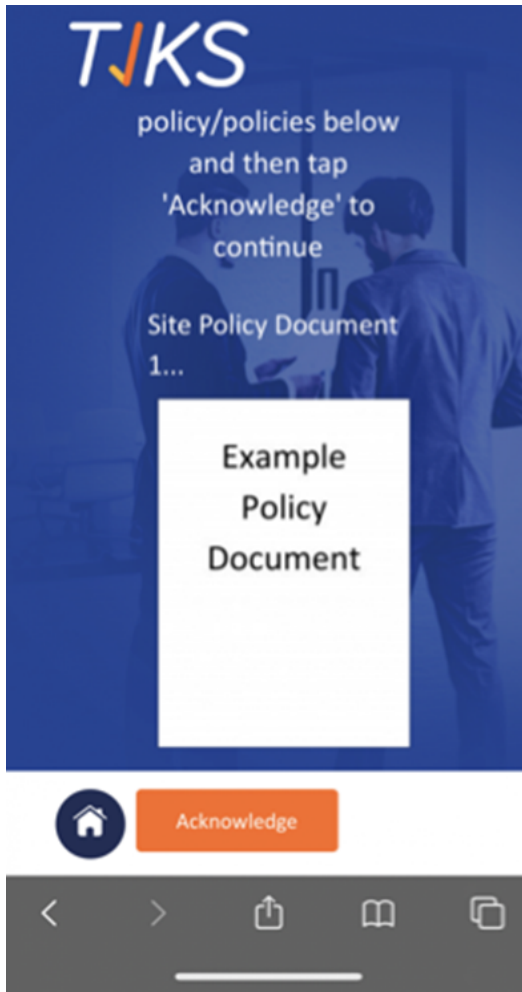 TIKS
policy/policies below
and then tap
'Acknowledge' to
continue
Site Policy Document
1...
Example
Policy
Document
Acknowledge